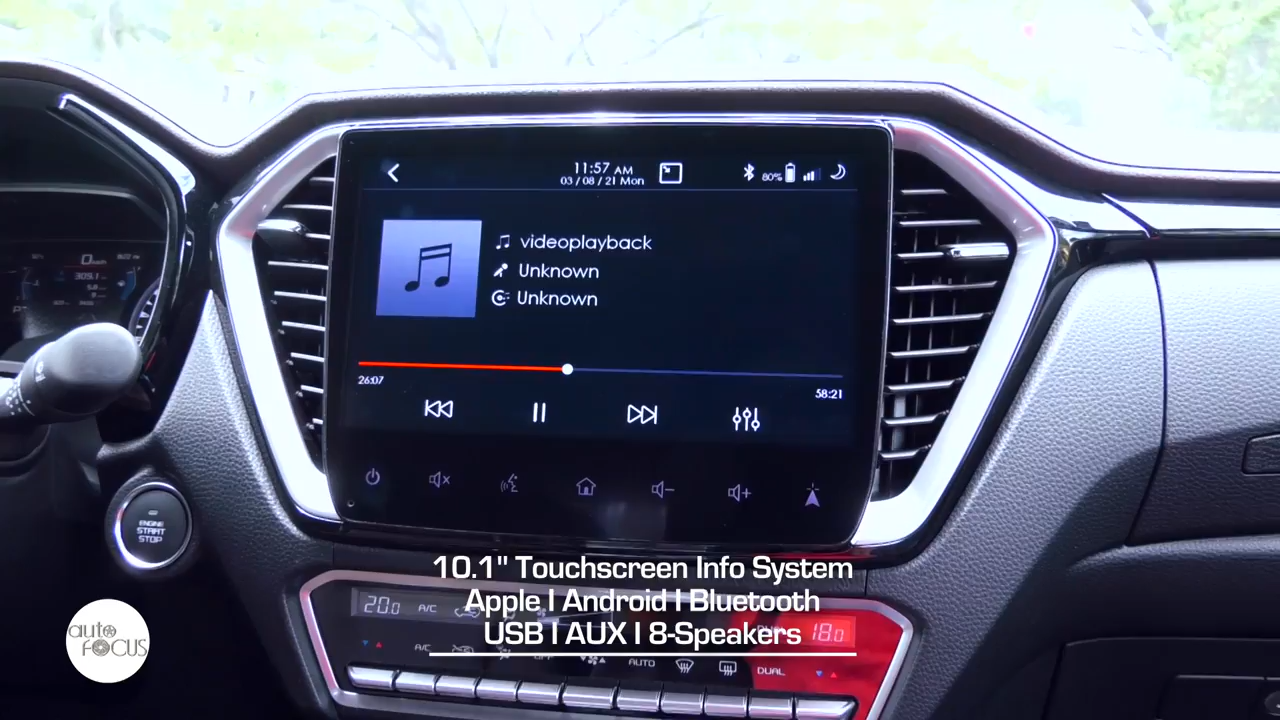 11:57 AM
03 / 08 / 21 Mon
80%
videoplayback
Unknown
Unknown
26:07
58:21
ENGINE
START
STOP
10.1" Touchscreen Info System
Apple | Android | Bluetooth
USB | AUX | 8-Speakers
20.0
A/C
DUAL
18.0
A/C
OFF
AUTO
DUAL
auto
FOCUS